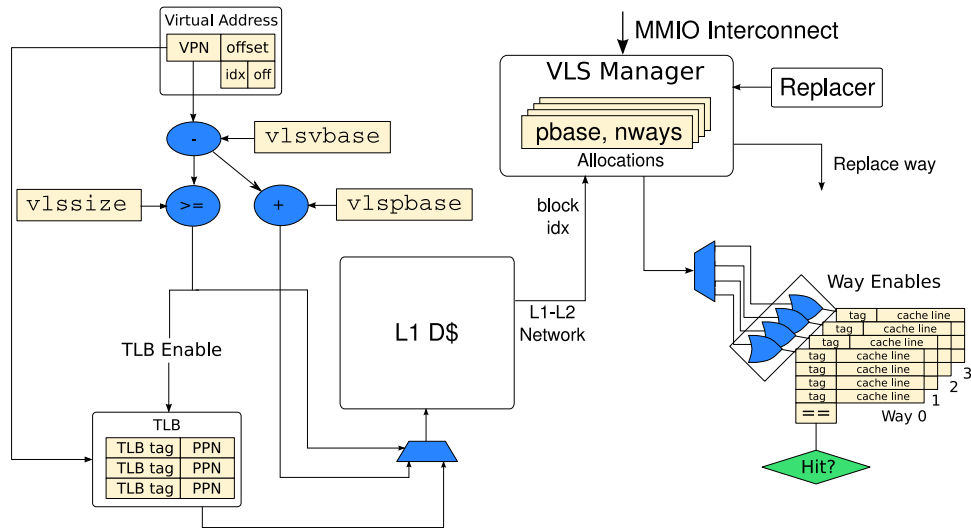 Virtual Address
VPN
offset
idx
off
-
vlsvbase
vlssize
>=
+
vlspbase
TLB Enable
TLB
TLB tag
PPN
TLB tag
PPN
TLB tag
PPN
L1 D$
L1-L2
Network
block
idx
MMIO Interconnect
VLS Manager
pbase, nways
Allocations
Replacer
Replace way
Way Enables
tag
cache line
tag
cache line
tag
cache line
tag
cache line
tag
cache line
tag
cache line
tag
cache line
3
2
1
Way 0
==
Hit?